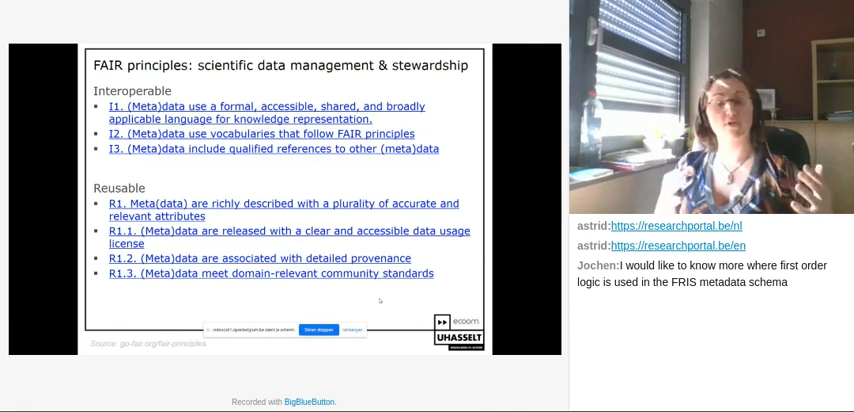 FAIR principles: scientific data management & stewardship
Interoperable
▪ I1. (Meta)data use a formal, accessible, shared, and broadly
applicable language for knowledge representation.
▪ I2. (Meta)data use vocabularies that follow FAIR principles
▪ I3. (Meta)data include qualified references to other (meta)data
Reusable
▪ R1. Meta(data) are richly described with a plurality of accurate and
relevant attributes
▪ R1.1. (Meta)data are released with a clear and accessible data usage
license
▪ R1.2. (Meta)data are associated with detailed provenance
▪ R1.3. (Meta)data meet domain-relevant community standards
Delen stoppen Verbergen
ecoom
UHASSELT
Source: go-fair.org/fair-principles
Recorded with BigBlueButton.
astrid:https://researchportal.be/nl
astrid:https://researchportal.be/en
Jochen:I would like to know more where first order
logic is used in the FRIS metadata schema